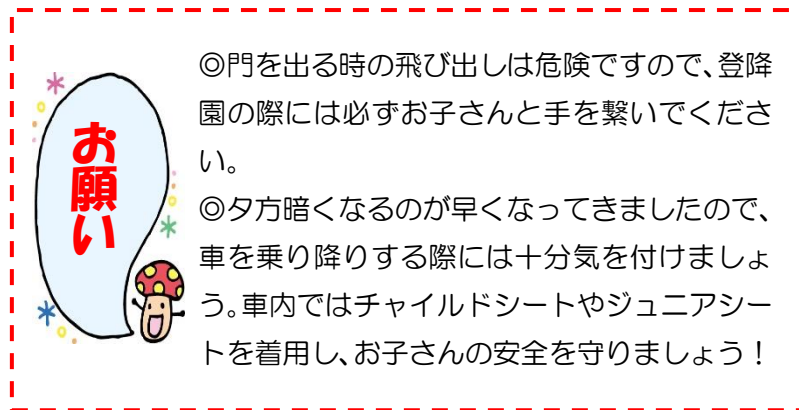 お願い
◎門を出る時の飛び出しは危険ですので、登降
園の際には必ずお子さんと手を繋いでくださ
い。
◎夕方暗くなるのが早くなってきましたので、
車を乗り降りする際には十分気を付けましょ
う。車内ではチャイルドシートやジュニアシー
トを着用し、お子さんの安全を守りましょう！